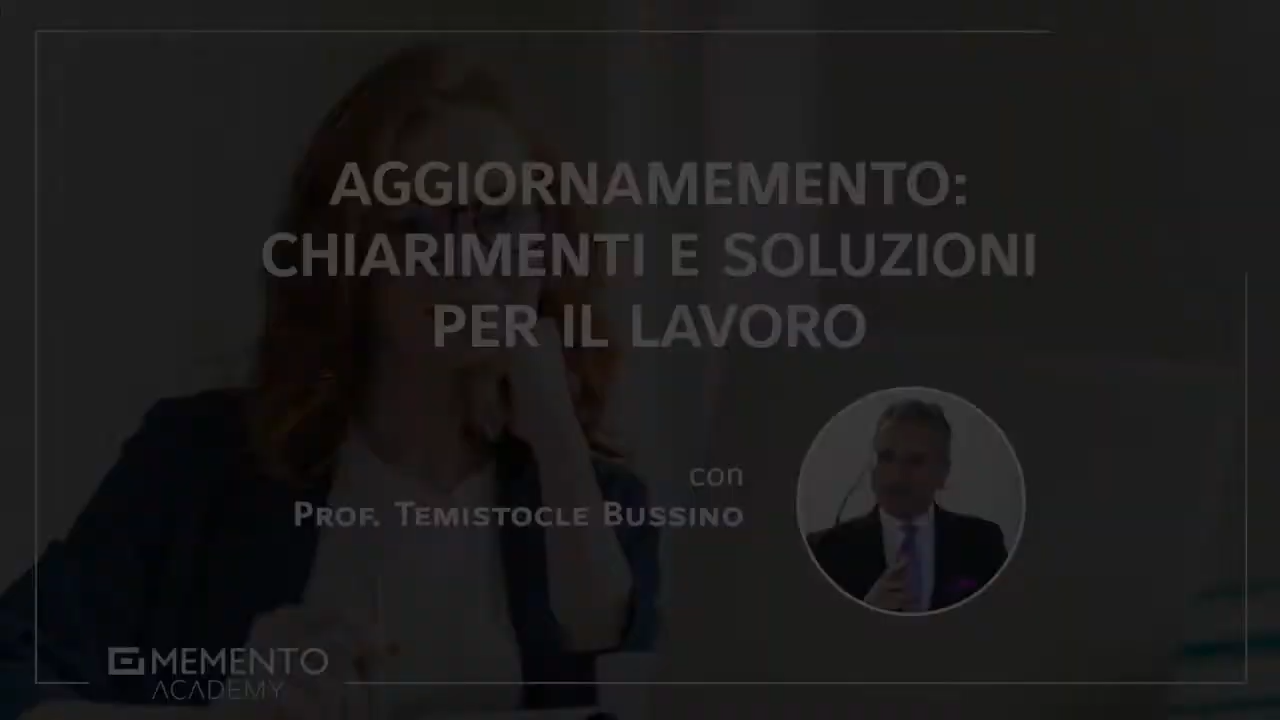 AGGIORNAMEMENTO:
CHIARIMENTI E SOLUZIONI
PER IL LAVORO
con
PROF. TEMISTOCLE BUSSINO
MEMENTO
ACADEMY